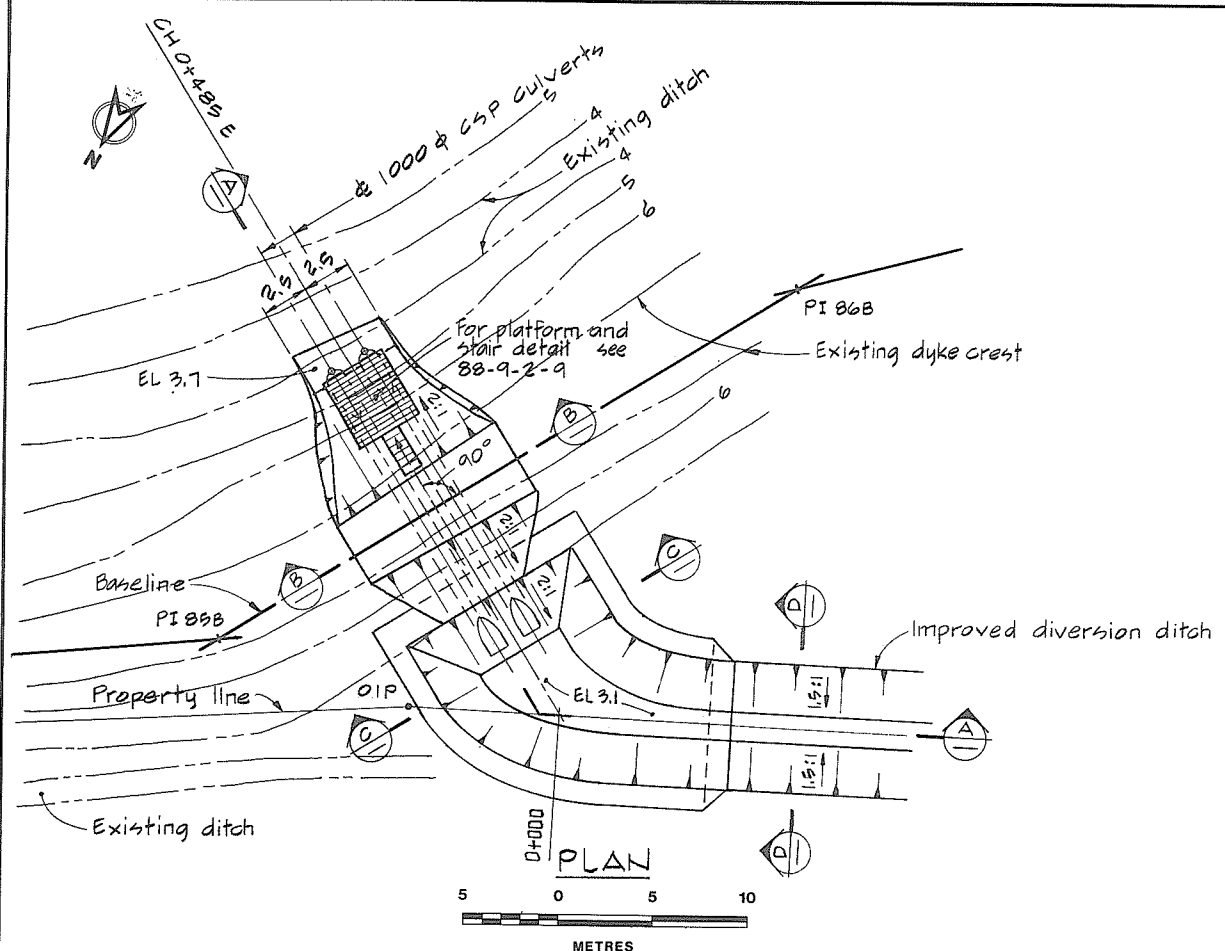 CH 0+485 E
N
A
¢ 1000 ϕ CSP culverts
5
4
Existing ditch
4
5
6
2.5
2.5
PI 86B
For platform and
stair detail see
88-9-2-9
Existing dyke crest
EL 3.7
6
2:1
B
90°
2:1
C
Baseline
B
2:1
D
PI 85B
Improved diversion ditch
Property line
OIP
EL 3.1
1.5:1
C
A
1.5:1
Existing ditch
0+000
D
PLAN
5 0 5 10
METRES